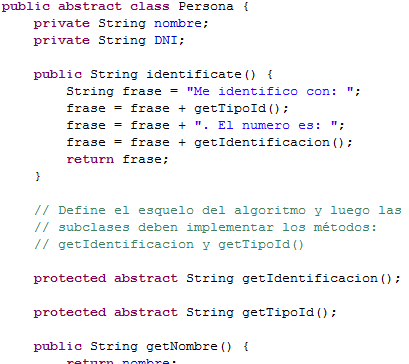 public abstract class Persona {
private String nombre;
private String DNI;
public String identificate() {
String frase = "Me identifico con: ";
frase = frase + getTipoId();
frase = frase + ". El numero es: ";
frase = frase + getIdentificacion();
return frase;
}
// Define el esquelo del algoritmo y luego las
// subclases deben implementar los métodos:
// getIdentificacion y getTipoId()
protected abstract String getIdentificacion();
protected abstract String getTipoId();
public String getNombre() {
return nombre;